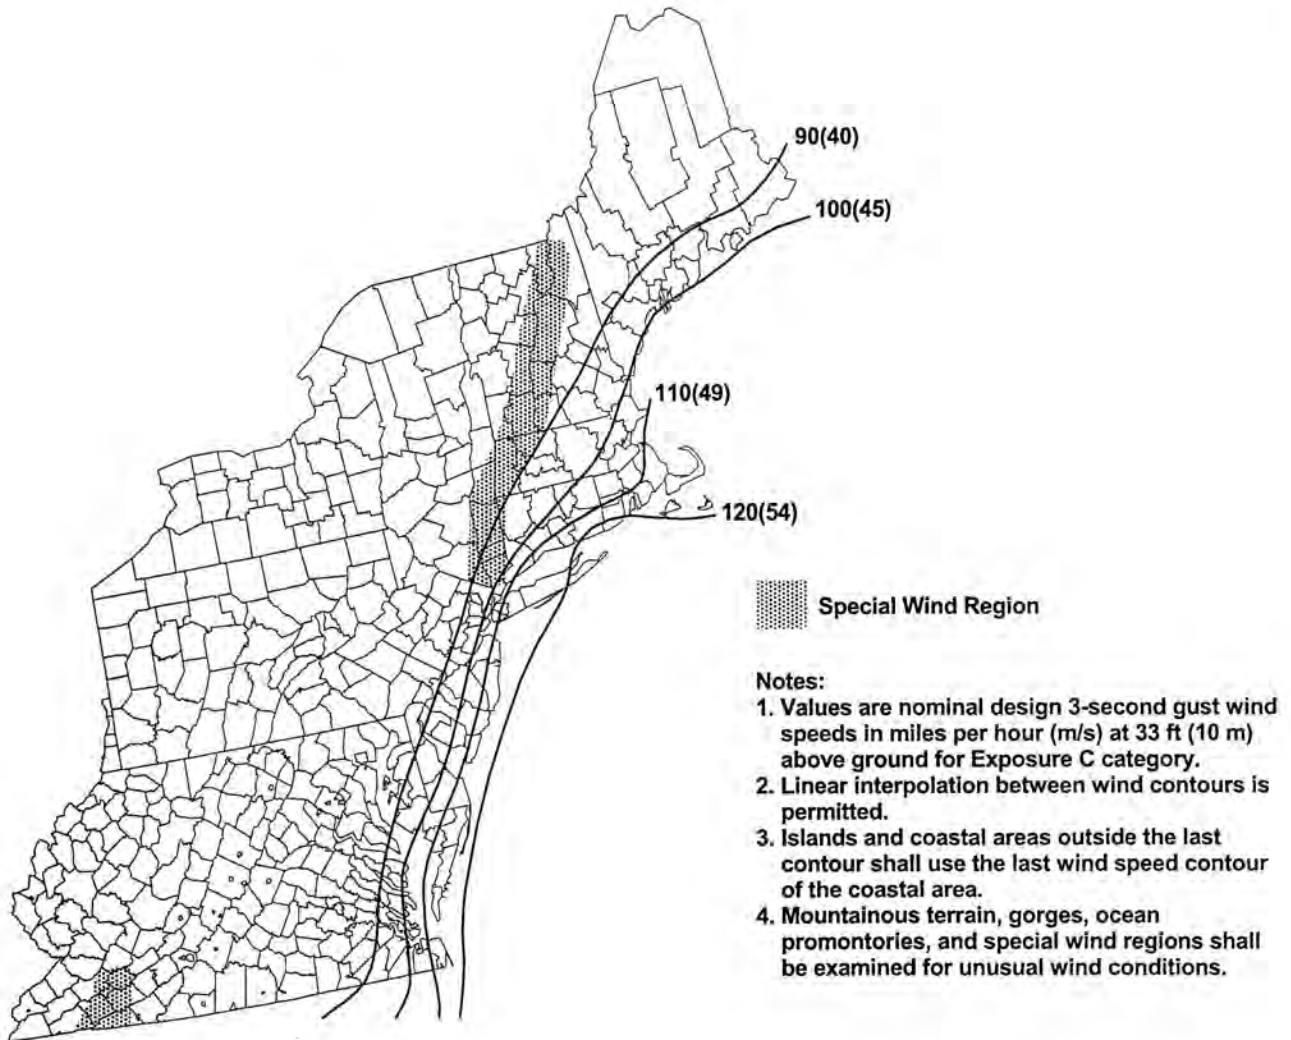 90(40)
100(45)
110(49)
120(54)
Special Wind Region
Notes:
1. Values are nominal design 3-second gust wind
speeds in miles per hour (m/s) at 33 ft (10 m)
above ground for Exposure C category.
2. Linear interpolation between wind contours is
permitted.
3. Islands and coastal areas outside the last
contour shall use the last wind speed contour
of the coastal area.
4. Mountainous terrain, gorges, ocean
promontories, and special wind regions shall
be examined for unusual wind conditions.